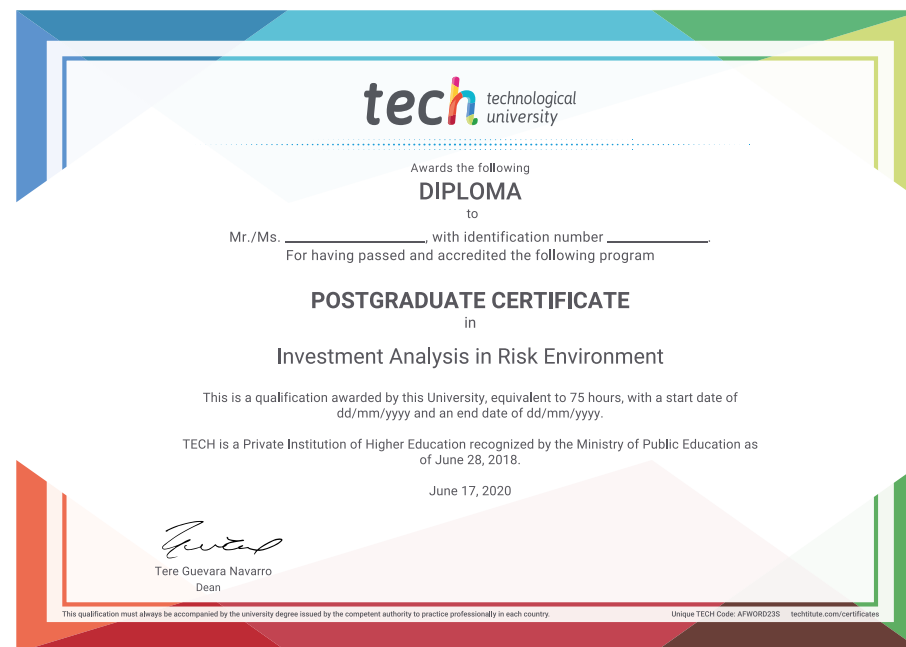 tech technological
university
Awards the following
DIPLOMA
to
Mr./Ms. ____________________, with identification number ______________.
For having passed and accredited the following program
POSTGRADUATE CERTIFICATE
in
Investment Analysis in Risk Environment
This is a qualification awarded by this University, equivalent to 75 hours, with a start date of
dd/mm/yyyy and an end date of dd/mm/yyyy.
TECH is a Private Institution of Higher Education recognized by the Ministry of Public Education as
of June 28, 2018.
June 17, 2020
Tere Guevara Navarro
Dean
This qualification must always be accompanied by the university degree issued by the competent authority to practice professionally in each country.
Unique TECH Code: AFWORD23S techtitute.com/certificates